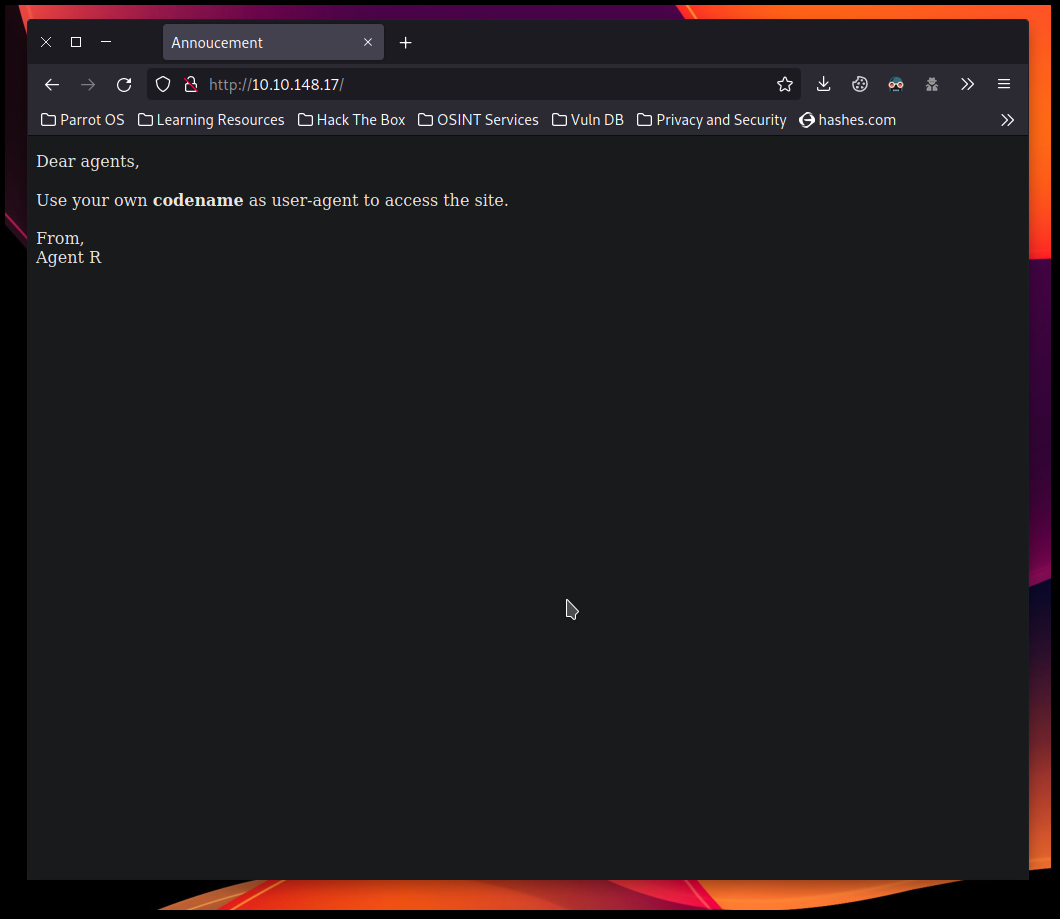 Annoucement
http://10.10.148.17/
Parrot OS Learning Resources Hack The Box OSINT Services Vuln DB Privacy and Security hashes.com
Dear agents,
Use your own codename as user-agent to access the site.
From,
Agent R